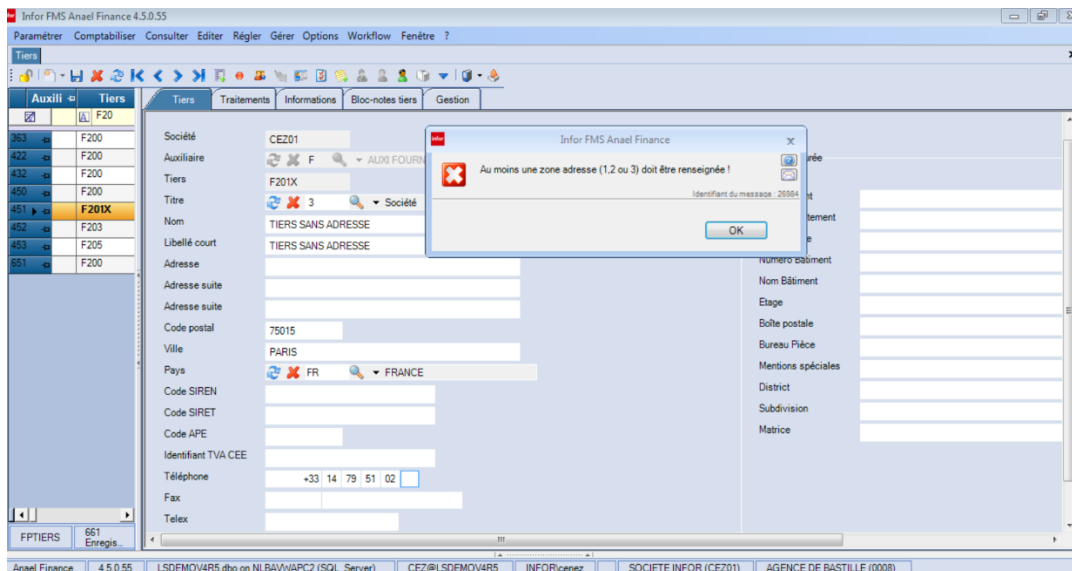 infor Infor FMS Anael Finance 4.5.0.55
Paramétrer Comptabiliser Consulter Editer Régler Gérer Options Workflow Fenêtre ?
Tiers
Auxili Tiers
F20
363 F200
422 F200
432 F200
450 F200
451 F201X
452 F203
453 F205
651 F200
FPTIERS 661 Enregis...
Tiers Traitements Informations Bloc-notes tiers Gestion
Société CEZ01
Auxiliaire F AUXI FOURN
Tiers F201X
Titre 3 Société
Nom TIERS SANS ADRESSE
Libellé court TIERS SANS ADRESSE
Adresse
Adresse suite
Adresse suite
Code postal 75015
Ville PARIS
Pays FR FRANCE
Code SIREN
Code SIRET
Code APE
Identifiant TVA CEE
Téléphone +33 14 79 51 02
Fax
Telex
infor Infor FMS Anael Finance x
Au moins une zone adresse (1,2 ou 3) doit être renseignée !
Identifiant du message : 26984
OK
Numéro Bâtiment
Nom Bâtiment
Etage
Boîte postale
Bureau Pièce
Mentions spéciales
District
Subdivision
Matrice
Anael Finance 4.5.0.55 LSDEMOV4R5.dbo on NLBAVWAPC2 (SQL_Server) CEZ@LSDEMOV4R5 INFOR\cenez SOCIETE INFOR (CEZ01) AGENCE DE BASTILLE (0008)